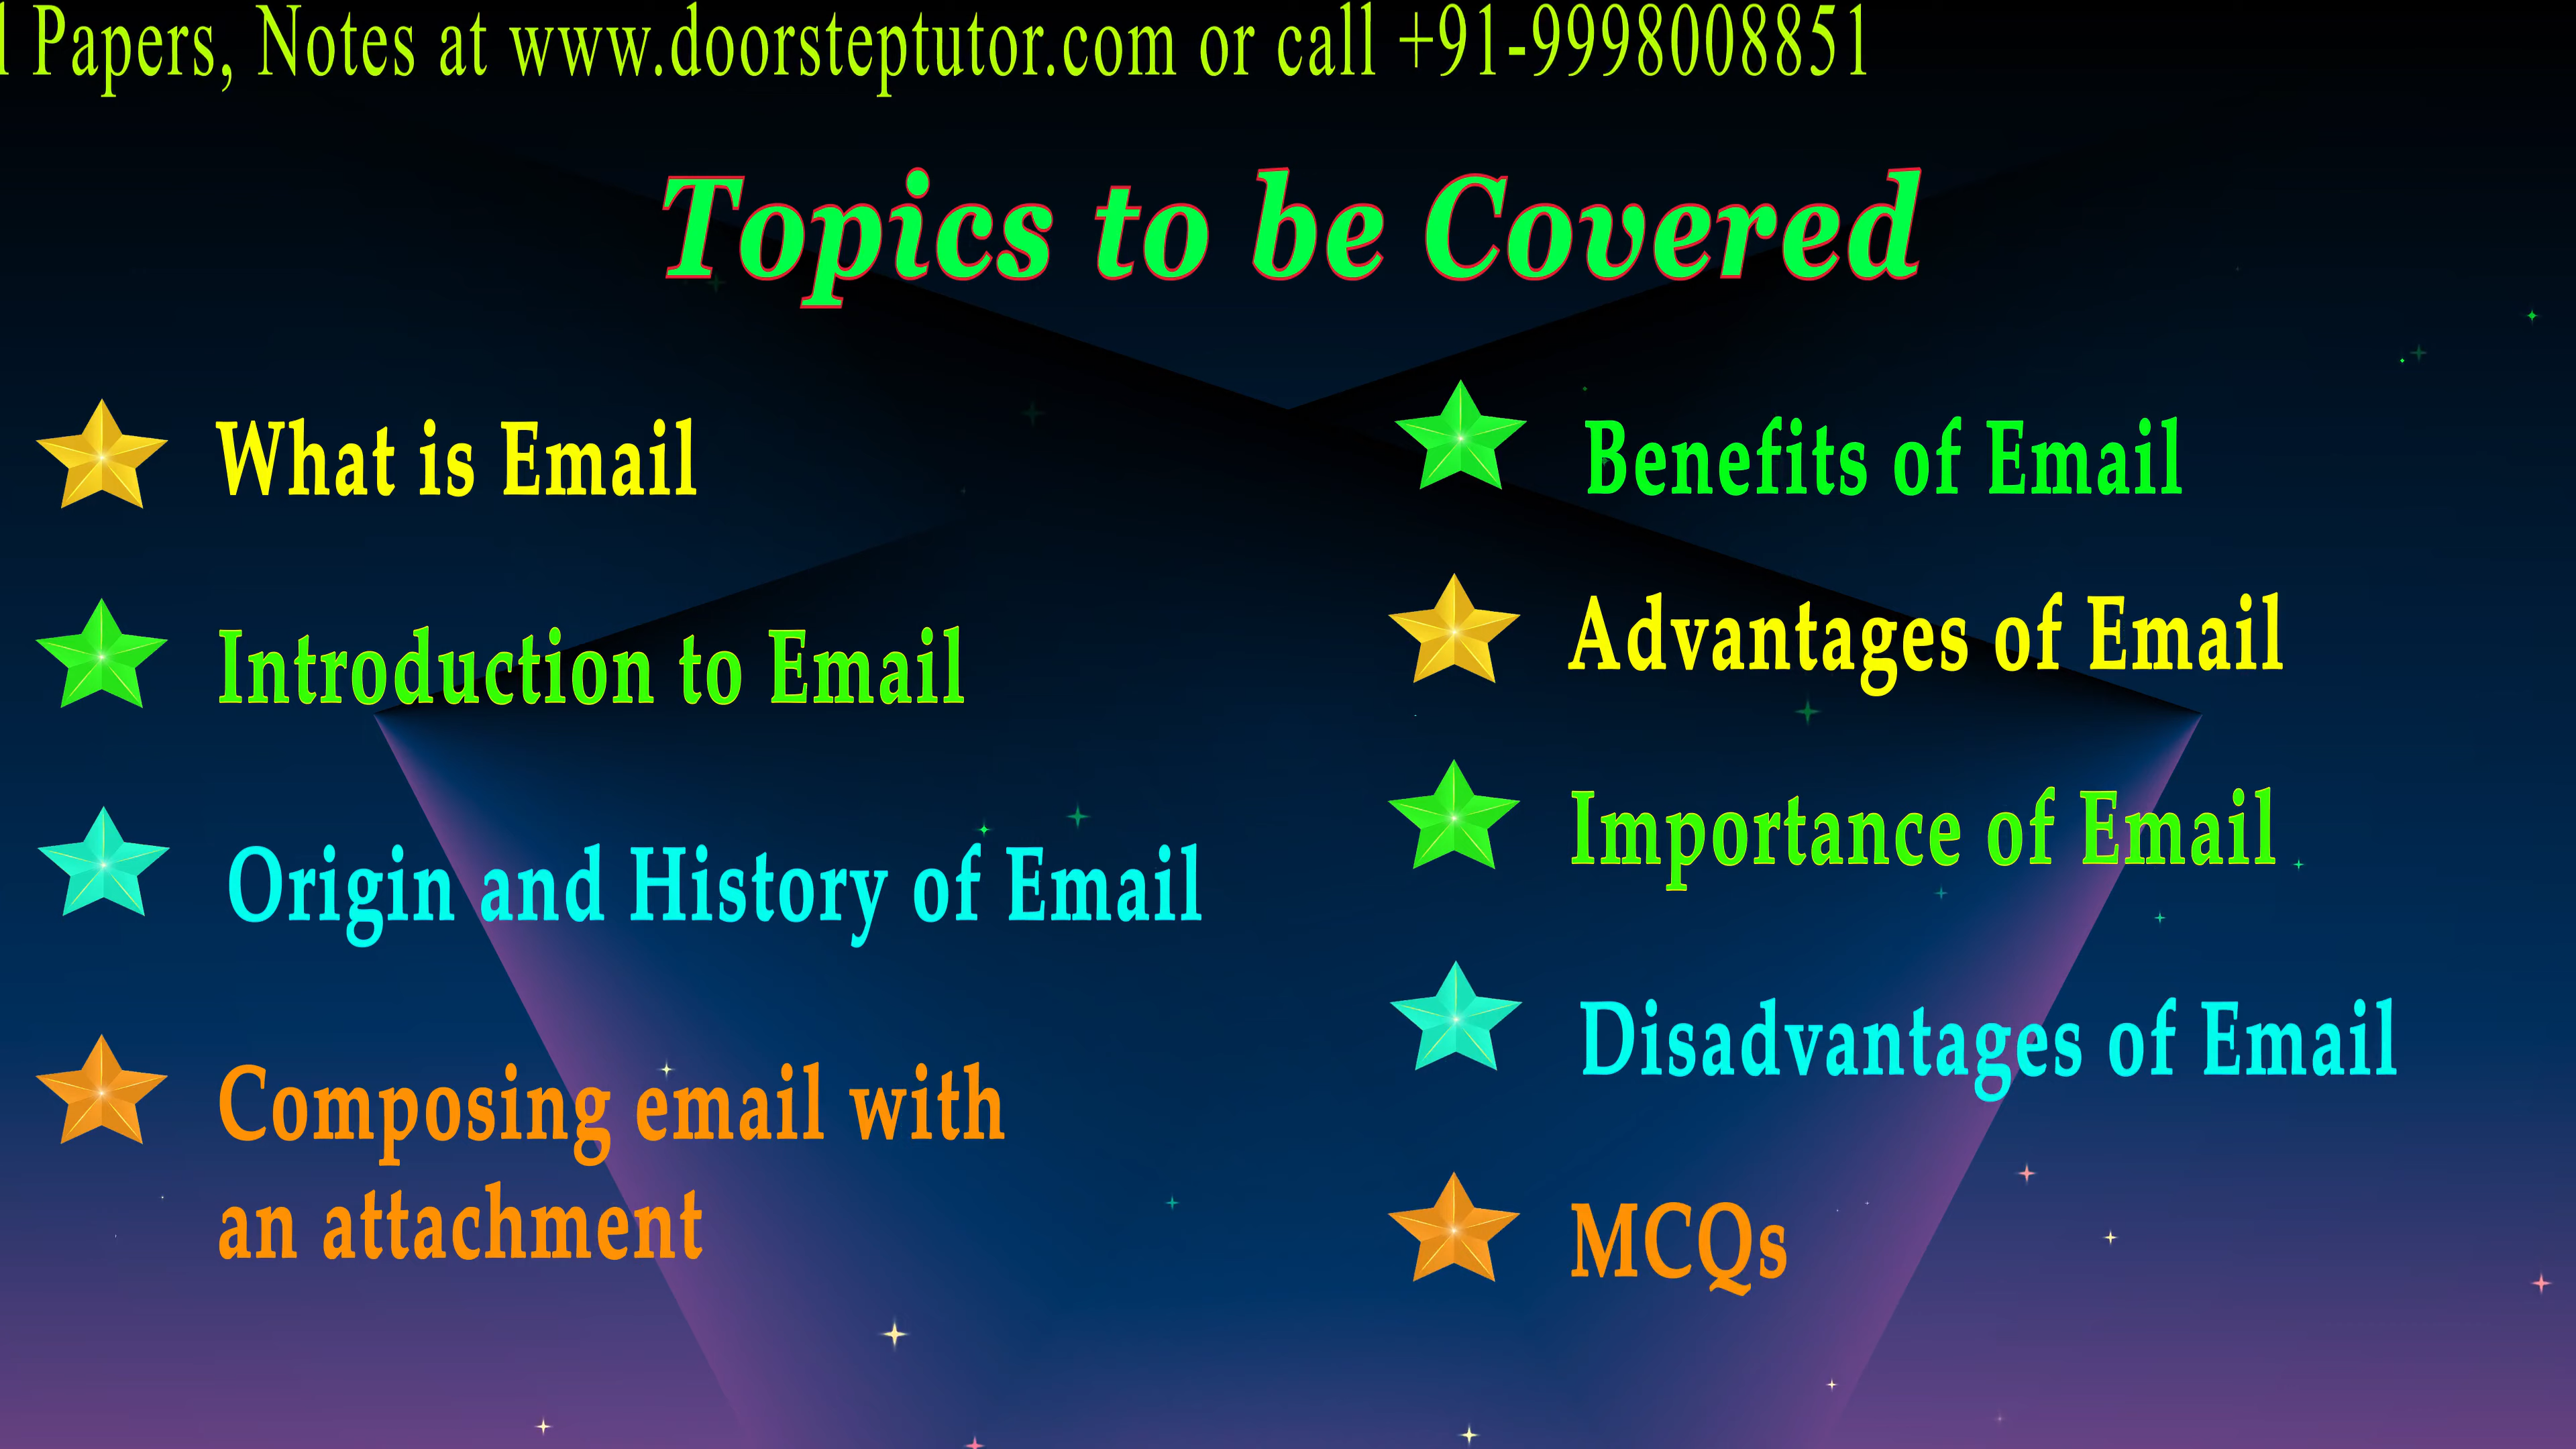 Papers, Notes at www.doorsteptutor.com or call +91-9998008851
Topics to be Covered
What is Email
Introduction to Email
Origin and History of Email
Composing email with
an attachment
Benefits of Email
Advantages of Email
Importance of Email
Disadvantages of Email
MCQs